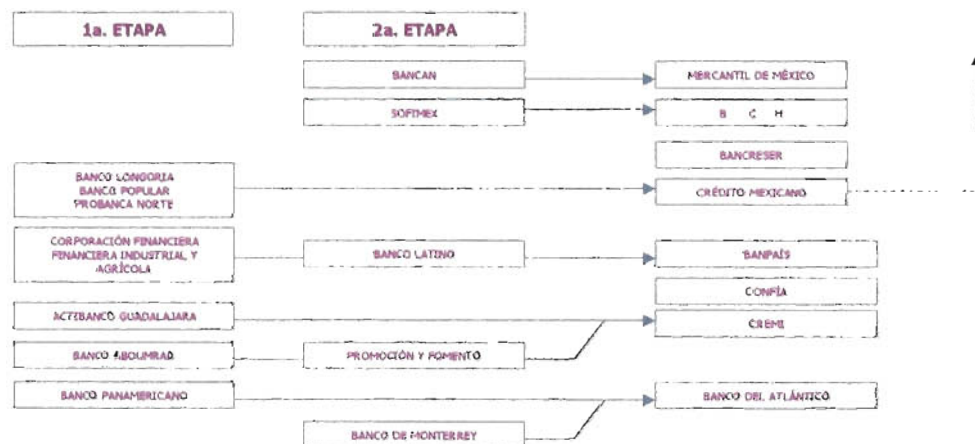 1a. ETAPA
2a. ETAPA
BANCAN
MERCANTIL DE MÉXICO
SOFIMEX
B C H
BANCRESER
BANCO LONGORIA
BANCO POPULAR
PROBANCA NORTE
CRÉDITO MEXICANO
CORPORACIÓN FINANCIERA
FINANCIERA INDUSTRIAL Y
AGRÍCOLA
BANCO LATINO
BANPAÍS
CONFÍA
ACTIBANCO GUADALAJARA
CREMI
BANCO ABOUMRAD
PROMOCIÓN Y FOMENTO
BANCO PANAMERICANO
BANCO DEL ATLÁNTICO
BANCO DE MONTERREY